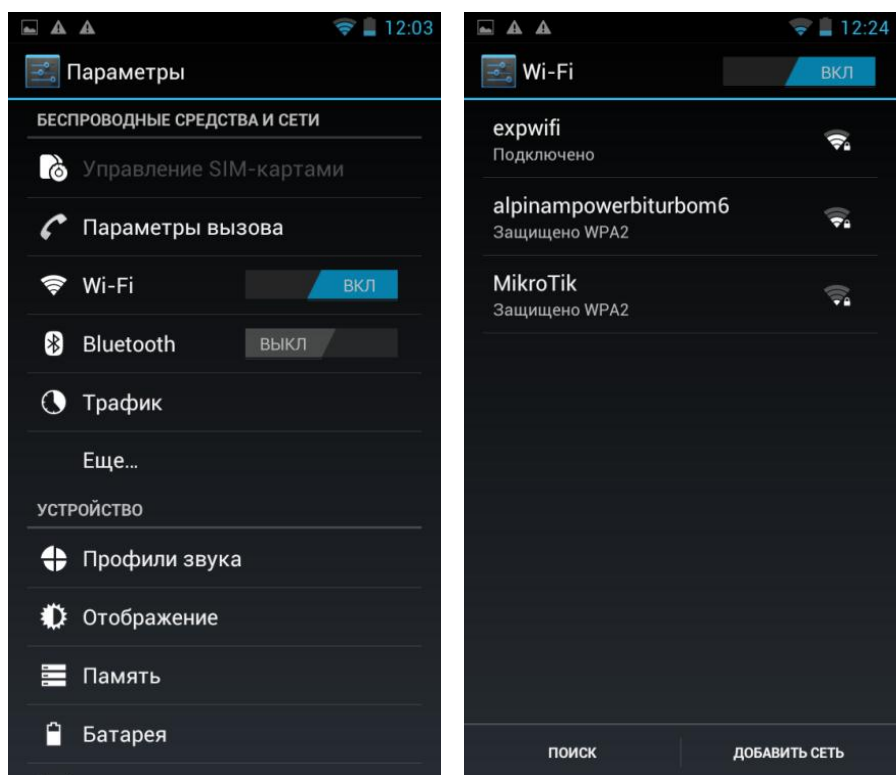 12:03
Параметры
БЕСПРОВОДНЫЕ СРЕДСТВА И СЕТИ
Управление SIM-картами
Параметры вызова
Wi-Fi ВКЛ
Bluetooth ВЫКЛ
Трафик
Еще...
УСТРОЙСТВО
Профили звука
Отображение
Память
Батарея
12:24
Wi-Fi ВКЛ
expwifi
Подключено
alpinampowerbiturbom6
Защищено WPA2
MikroTik
Защищено WPA2
ПОИСК ДОБАВИТЬ СЕТЬ